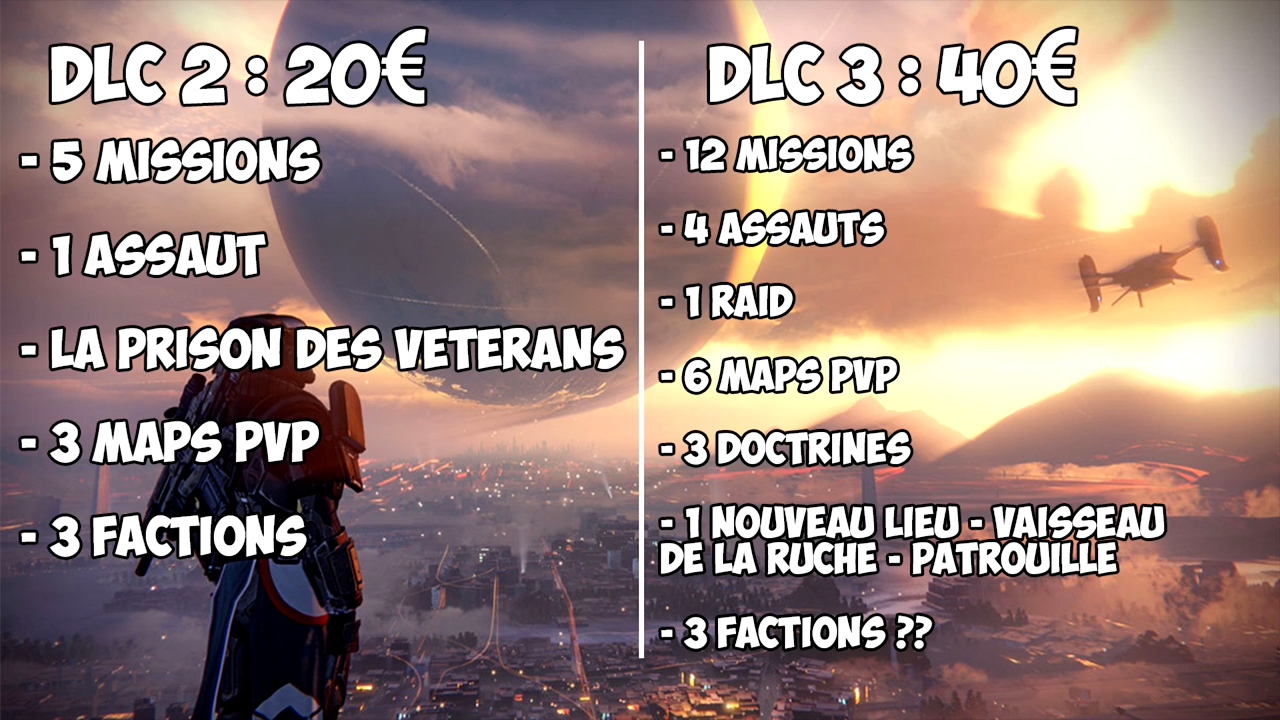 DLC 2 : 20€
- 5 MISSIONS
- 1 ASSAUT
- LA PRISON DES VETERANS
- 3 MAPS PVP
- 3 FACTIONS
DLC 3 : 40€
- 12 MISSIONS
- 4 ASSAUTS
- 1 RAID
- 6 MAPS PVP
- 3 DOCTRINES
- 1 NOUVEAU LIEU - VAISSEAU
DE LA RUCHE - PATROUILLE
- 3 FACTIONS ??